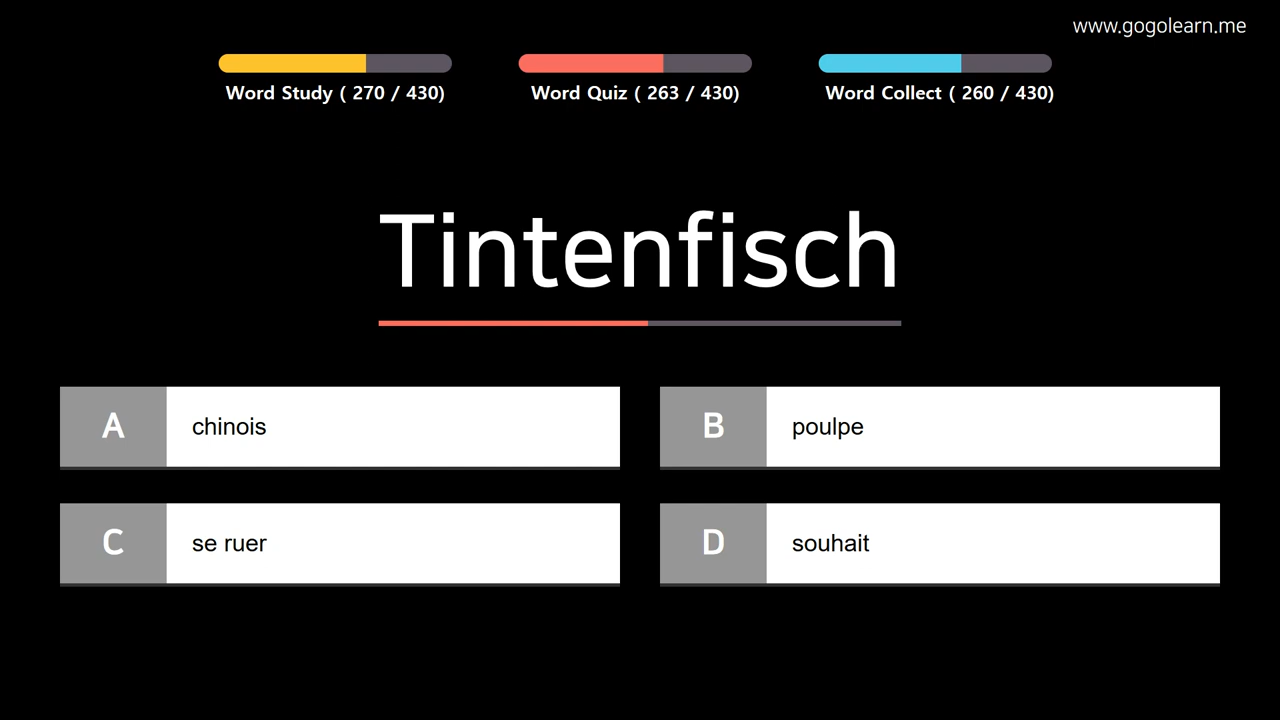 www.gogolearn.me
Word Study ( 270 / 430)
Word Quiz ( 263 / 430)
Word Collect ( 260 / 430)
Tintenfisch
A
chinois
B
poulpe
C
se ruer
D
souhait